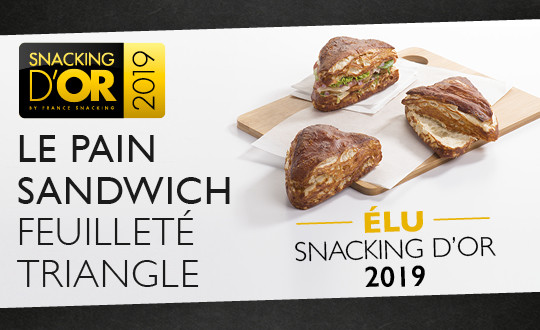 SNACKING
D'OR
BY FRANCE SNACKING
2019
LE PAIN
SANDWICH
FEUILLETÉ
TRIANGLE
ÉLU
SNACKING D'OR
2019